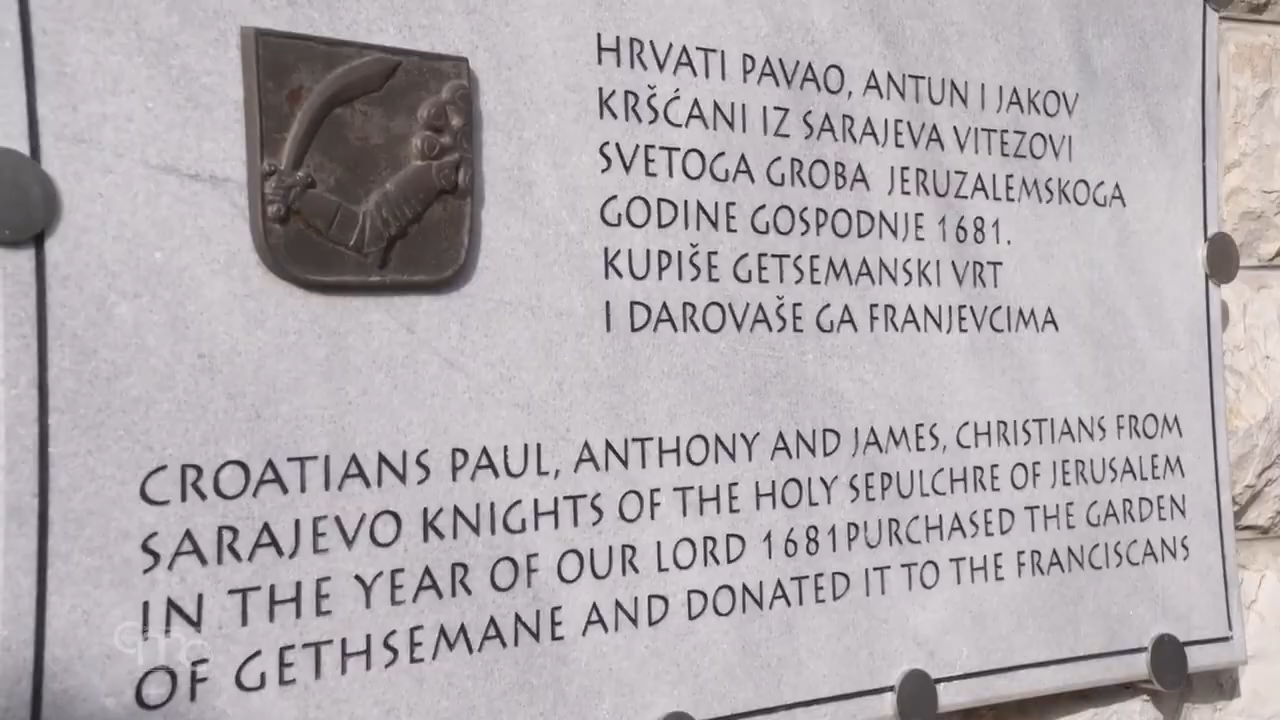 HRVATI PAVAO, ANTUN I JAKOV
KRŠĆANI IZ SARAJEVA VITEZOVI
SVETOGA GROBA JERUZALEMSKOGA
GODINE GOSPODNJE 1681.
KUPIŠE GETSEMANSKI VRT
I DAROVAŠE GA FRANJEVCIMA
CROATIANS PAUL, ANTHONY AND JAMES, CHRISTIANS FROM
SARAJEVO KNIGHTS OF THE HOLY SEPULCHRE OF JERUSALEM
IN THE YEAR OF OUR LORD 1681PURCHASED THE GARDEN
OF GETHSEMANE AND DONATED IT TO THE FRANCISCANS